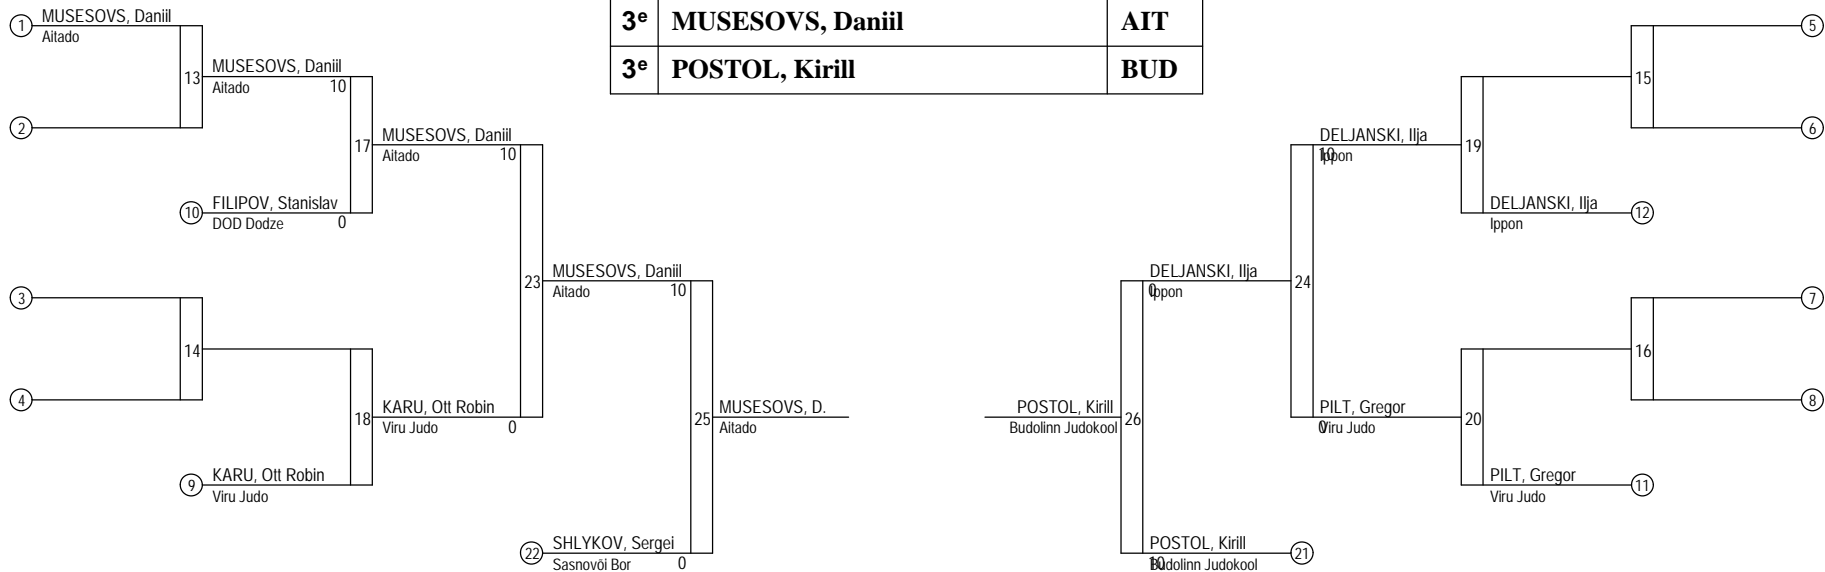 3e MUSESOVS, Daniil AIT
3e POSTOL, Kirill BUD
1 MUSESOVS, Daniil
Aitado
13
2
MUSESOVS, Daniil
Aitado 10
17
10 FILIPOV, Stanislav
DOD Dodze 0
MUSESOVS, Daniil
Aitado 10
23
3
14
4
18
9 KARU, Ott Robin
Viru Judo
KARU, Ott Robin
Viru Judo 0
MUSESOVS, Daniil
Aitado 10
25
22 SHLYKOV, Sergei
Sasnovõi Bor 0
MUSESOVS, D.
Aitado
POSTOL, Kirill
Budolinn Judokool
26
DELJANSKI, Ilja
0
Ippon
24
POSTOL, Kirill 21
10
Budolinn Judokool
DELJANSKI, Ilja
10
Ippon
19
DELJANSKI, Ilja 12
Ippon
PILT, Gregor
0
Viru Judo
20
PILT, Gregor 11
Viru Judo
5
15
6
7
16
8